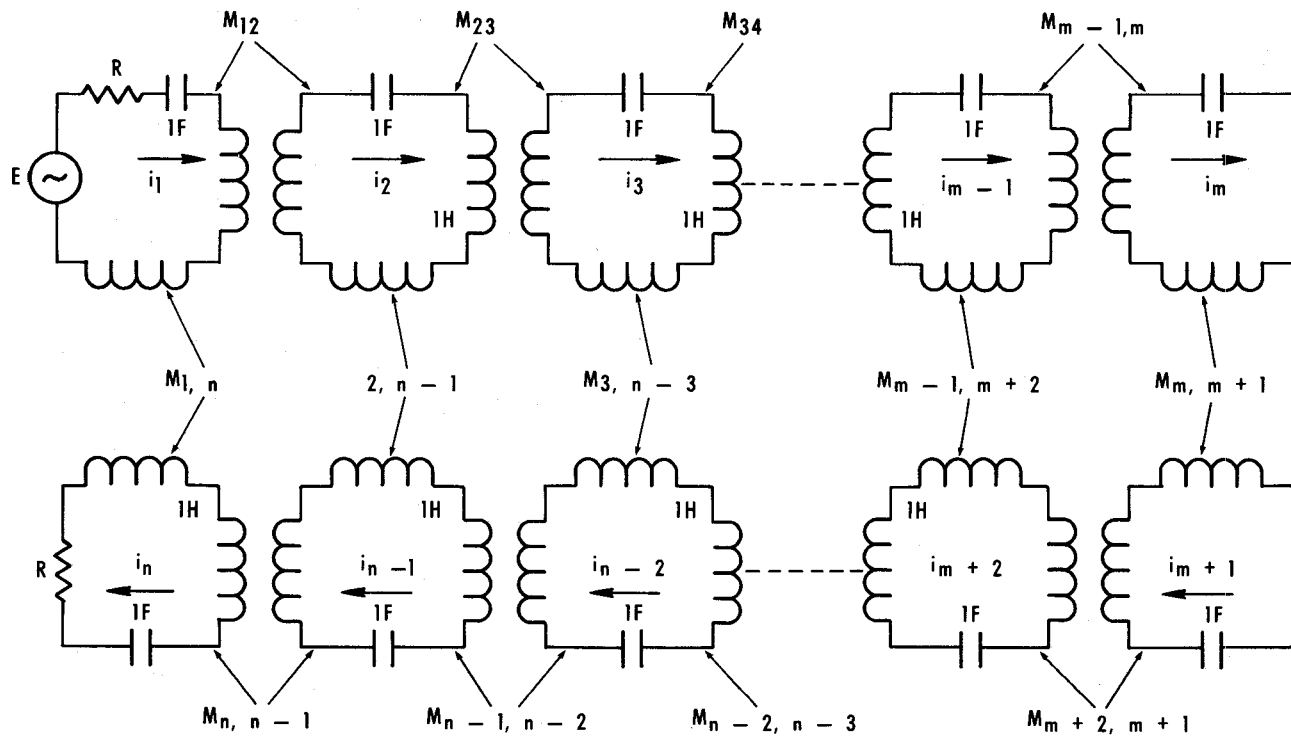 M12 M23 M34 Mm − 1,m
R
1F 1F 1F 1F 1F
E
i1 i2 i3 im − 1 im
1H 1H 1H
M1, n 2, n − 1 M3, n − 3 Mm − 1, m + 2 Mm, m + 1
1H 1H 1H 1H
R in in −1 in − 2 im + 2 im + 1
1F 1F 1F 1F 1F
Mn, n − 1 Mn − 1, n − 2 Mn − 2, n − 3 Mm + 2, m + 1